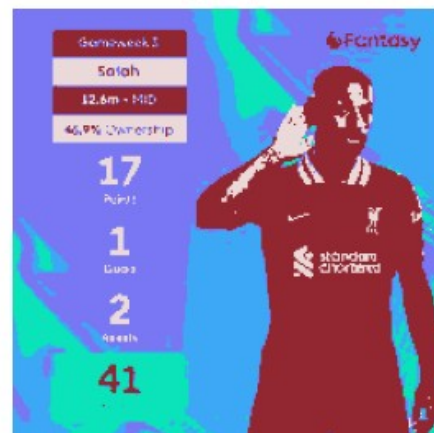 Gameweek 3
Fantasy
Salah
12.6m - MID
46.9% Ownership
17
Points
1
Goals
2
Assists
41
standard
chartered